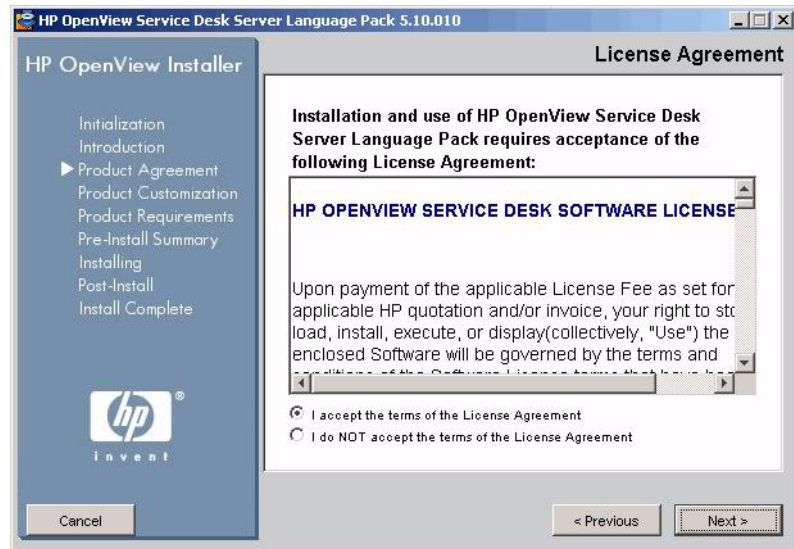 HP OpenView Service Desk Server Language Pack 5.10.010
HP OpenView Installer
License Agreement
Initialization
Introduction
Product Agreement
Product Customization
Product Requirements
Pre-Install Summary
Installing
Post-Install
Install Complete
hp
®
invent
Installation and use of HP OpenView Service Desk
Server Language Pack requires acceptance of the
following License Agreement:
HP OPENVIEW SERVICE DESK SOFTWARE LICENSE
Upon payment of the applicable License Fee as set for
applicable HP quotation and/or invoice, your right to sto
load, install, execute, or display(collectively, "Use") the
enclosed Software will be governed by the terms and
I accept the terms of the License Agreement
I do NOT accept the terms of the License Agreement
Cancel
< Previous
Next >